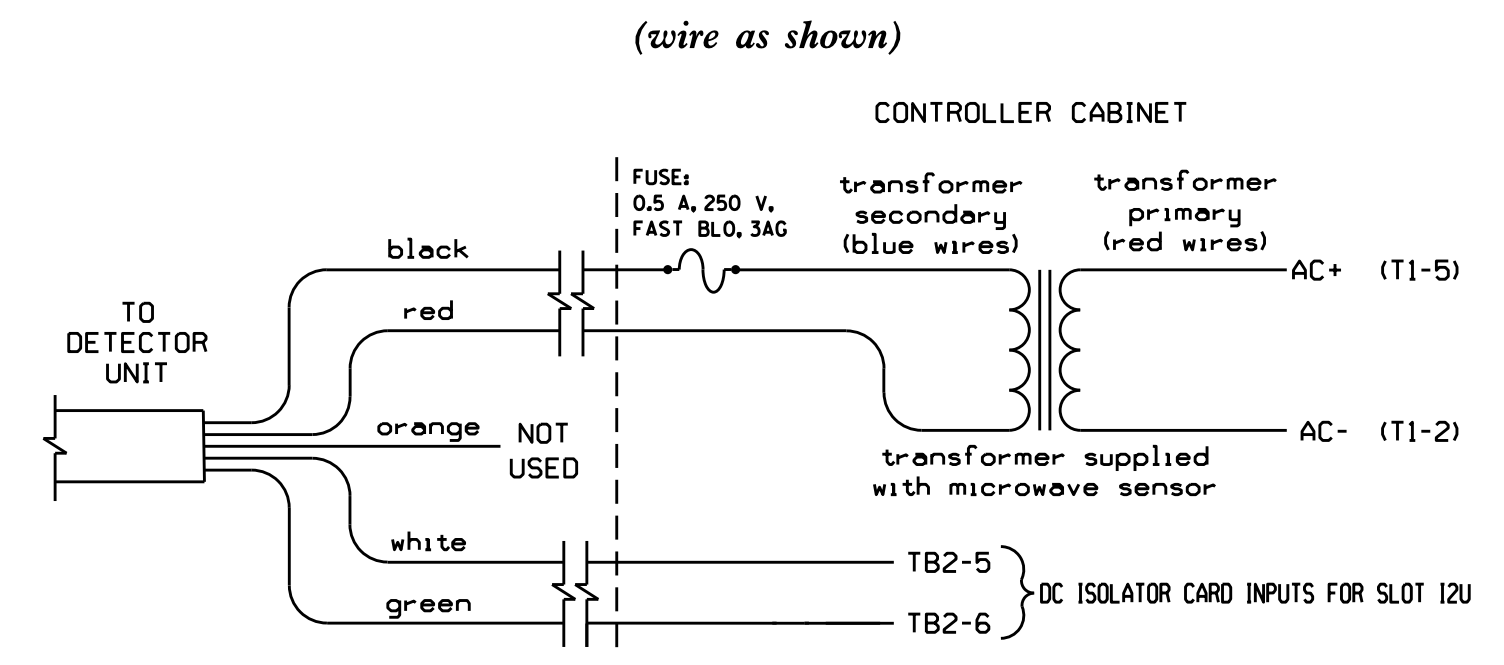 (wire as shown)
CONTROLLER CABINET
FUSE:
0.5 A, 250 V,
FAST BLO, 3AG
transformer
secondary
(blue wires)
transformer
primary
(red wires)
black
AC+ (T1-5)
red
TO
DETECTOR
UNIT
orange
NOT
USED
AC- (T1-2)
transformer supplied
with microwave sensor
white
TB2-5
DC ISOLATOR CARD INPUTS FOR SLOT I2U
green
TB2-6